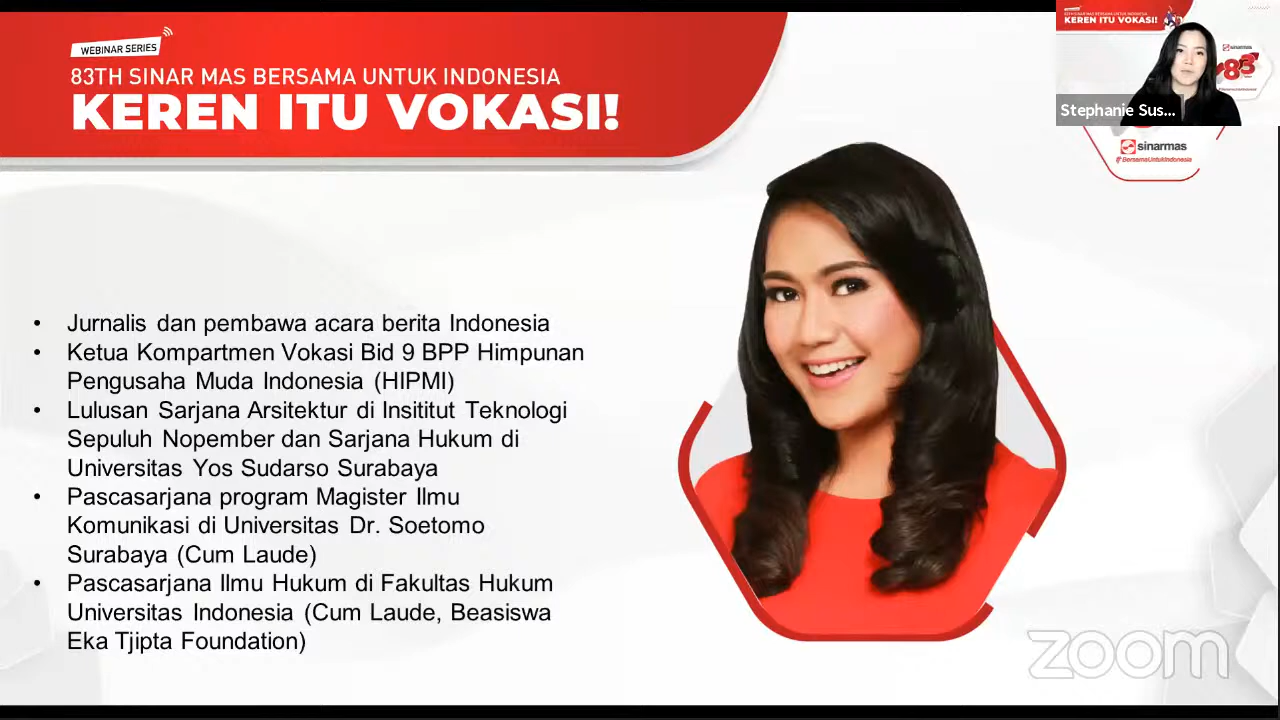 WEBINAR SERIES
83TH SINAR MAS BERSAMA UNTUK INDONESIA
KEREN ITU VOKASI!
KEREN ITU VOKASI!
sinarmas
83
Stephanie Sus...
sinarmas
#BersamaUntukIndonesia
• Jurnalis dan pembawa acara berita Indonesia
• Ketua Kompartmen Vokasi Bid 9 BPP Himpunan
Pengusaha Muda Indonesia (HIPMI)
• Lulusan Sarjana Arsitektur di Insititut Teknologi
Sepuluh Nopember dan Sarjana Hukum di
Universitas Yos Sudarso Surabaya
• Pascasarjana program Magister Ilmu
Komunikasi di Universitas Dr. Soetomo
Surabaya (Cum Laude)
• Pascasarjana Ilmu Hukum di Fakultas Hukum
Universitas Indonesia (Cum Laude, Beasiswa
Eka Tjipta Foundation)
zoom